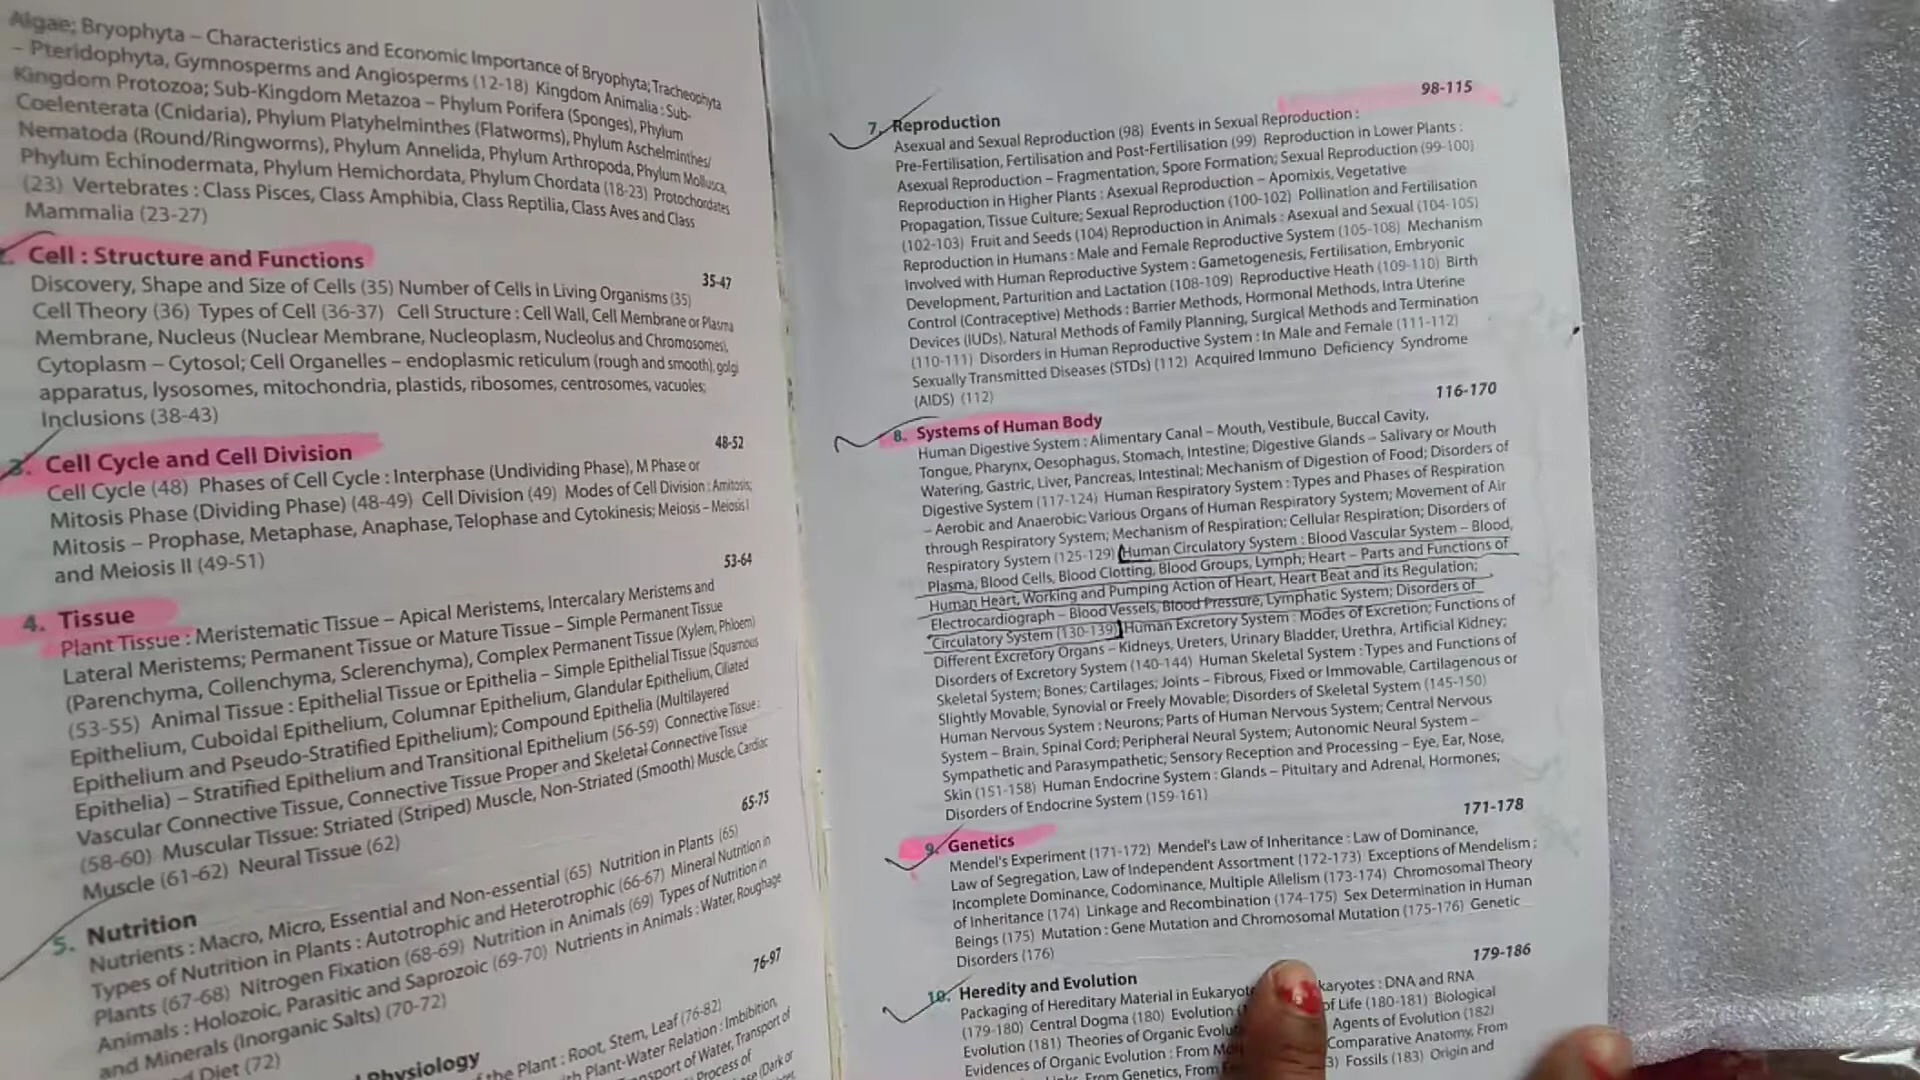 Algae; Bryophyta – Characteristics and Economic Importance of Bryophyta; Tracheophyta
– Pteridophyta, Gymnosperms and Angiosperms (12-18) Kingdom Animalia : Sub-
Kingdom Protozoa; Sub-Kingdom Metazoa – Phylum Porifera (Sponges), Phylum
Coelenterata (Cnidaria), Phylum Platyhelminthes (Flatworms), Phylum Aschelminthes/
Nematoda (Round/Ringworms), Phylum Annelida, Phylum Arthropoda, Phylum Mollusca,
Phylum Echinodermata, Phylum Hemichordata, Phylum Chordata (18-23) Protochordates
(23) Vertebrates : Class Pisces, Class Amphibia, Class Reptilia, Class Aves and Class
Mammalia (23-27)
Cell : Structure and Functions
35-47
Discovery, Shape and Size of Cells (35) Number of Cells in Living Organisms (35)
Cell Theory (36) Types of Cell (36-37) Cell Structure : Cell Wall, Cell Membrane or Plasma
Membrane, Nucleus (Nuclear Membrane, Nucleoplasm, Nucleolus and Chromosomes),
Cytoplasm – Cytosol; Cell Organelles – endoplasmic reticulum (rough and smooth), golgi
apparatus, lysosomes, mitochondria, plastids, ribosomes, centrosomes, vacuoles;
Inclusions (38-43)
3. Cell Cycle and Cell Division
48-52
Cell Cycle (48) Phases of Cell Cycle : Interphase (Undividing Phase), M Phase or
Mitosis Phase (Dividing Phase) (48-49) Cell Division (49) Modes of Cell Division : Amitosis;
Mitosis – Prophase, Metaphase, Anaphase, Telophase and Cytokinesis; Meiosis – Meiosis I
and Meiosis II (49-51)
4. Tissue
53-64
Plant Tissue : Meristematic Tissue – Apical Meristems, Intercalary Meristems and
Lateral Meristems; Permanent Tissue or Mature Tissue – Simple Permanent Tissue
(Parenchyma, Collenchyma, Sclerenchyma), Complex Permanent Tissue (Xylem, Phloem)
(53-55) Animal Tissue : Epithelial Tissue or Epithelia – Simple Epithelial Tissue (Squamous
Epithelium, Cuboidal Epithelium, Columnar Epithelium, Glandular Epithelium, Ciliated
Epithelium and Pseudo-Stratified Epithelium); Compound Epithelia (Multilayered
Epithelia) – Stratified Epithelium and Transitional Epithelium (56-59) Connective Tissue :
Vascular Connective Tissue, Connective Tissue Proper and Skeletal Connective Tissue
(58-60) Muscular Tissue: Striated (Striped) Muscle, Non-Striated (Smooth) Muscle, Cardiac
Muscle (61-62) Neural Tissue (62)
5. Nutrition
65-75
Nutrients : Macro, Micro, Essential and Non-essential (65) Nutrition in Plants (65)
Types of Nutrition in Plants : Autotrophic and Heterotrophic (66-67) Mineral Nutrition in
Plants (67-68) Nitrogen Fixation (68-69) Nutrition in Animals (69) Types of Nutrition in
Animals : Holozoic, Parasitic and Saprozoic (69-70) Nutrients in Animals : Water, Roughage
and Minerals (Inorganic Salts) (70-72)
Diet (72)
76-97
Physiology
the Plant : Root, Stem, Leaf (76-82)
Plant-Water Relation : Imbibition,
Transport of Water, Transport of
Process of
(Dark or
98-115
7. Reproduction
Asexual and Sexual Reproduction (98) Events in Sexual Reproduction :
Pre-Fertilisation, Fertilisation and Post-Fertilisation (99) Reproduction in Lower Plants :
Asexual Reproduction – Fragmentation, Spore Formation; Sexual Reproduction (99-100)
Reproduction in Higher Plants : Asexual Reproduction – Apomixis, Vegetative
Propagation, Tissue Culture; Sexual Reproduction (100-102) Pollination and Fertilisation
(102-103) Fruit and Seeds (104) Reproduction in Animals : Asexual and Sexual (104-105)
Reproduction in Humans : Male and Female Reproductive System (105-108) Mechanism
Involved with Human Reproductive System : Gametogenesis, Fertilisation, Embryonic
Development, Parturition and Lactation (108-109) Reproductive Heath (109-110) Birth
Control (Contraceptive) Methods : Barrier Methods, Hormonal Methods, Intra Uterine
Devices (IUDs), Natural Methods of Family Planning, Surgical Methods and Termination
(110-111) Disorders in Human Reproductive System : In Male and Female (111-112)
Sexually Transmitted Diseases (STDs) (112) Acquired Immuno Deficiency Syndrome
(AIDS) (112)
116-170
8. Systems of Human Body
Human Digestive System : Alimentary Canal – Mouth, Vestibule, Buccal Cavity,
Tongue, Pharynx, Oesophagus, Stomach, Intestine; Digestive Glands – Salivary or Mouth
Watering, Gastric, Liver, Pancreas, Intestinal; Mechanism of Digestion of Food; Disorders of
Digestive System (117-124) Human Respiratory System : Types and Phases of Respiration
– Aerobic and Anaerobic; Various Organs of Human Respiratory System; Movement of Air
through Respiratory System; Mechanism of Respiration; Cellular Respiration; Disorders of
Respiratory System (125-129) Human Circulatory System : Blood Vascular System – Blood,
Plasma, Blood Cells, Blood Clotting, Blood Groups, Lymph; Heart – Parts and Functions of
Human Heart, Working and Pumping Action of Heart, Heart Beat and its Regulation;
Electrocardiograph – Blood Vessels, Blood Pressure, Lymphatic System; Disorders of
Circulatory System (130-139) Human Excretory System : Modes of Excretion; Functions of
Different Excretory Organs – Kidneys, Ureters, Urinary Bladder, Urethra, Artificial Kidney;
Disorders of Excretory System (140-144) Human Skeletal System : Types and Functions of
Skeletal System; Bones; Cartilages; Joints – Fibrous, Fixed or Immovable, Cartilagenous or
Slightly Movable, Synovial or Freely Movable; Disorders of Skeletal System (145-150)
Human Nervous System : Neurons; Parts of Human Nervous System; Central Nervous
System – Brain, Spinal Cord; Peripheral Neural System; Autonomic Neural System –
Sympathetic and Parasympathetic; Sensory Reception and Processing – Eye, Ear, Nose,
Skin (151-158) Human Endocrine System : Glands – Pituitary and Adrenal, Hormones;
Disorders of Endocrine System (159-161)
171-178
9. Genetics
Mendel's Experiment (171-172) Mendel's Law of Inheritance : Law of Dominance,
Law of Segregation, Law of Independent Assortment (172-173) Exceptions of Mendelism :
Incomplete Dominance, Codominance, Multiple Allelism (173-174) Chromosomal Theory
of Inheritance (174) Linkage and Recombination (174-175) Sex Determination in Human
Beings (175) Mutation : Gene Mutation and Chromosomal Mutation (175-176) Genetic
Disorders (176)
179-186
10. Heredity and Evolution
Packaging of Hereditary Material in Eukaryote karyotes : DNA and RNA
(179-180) Central Dogma (180) Evolution of Life (180-181) Biological
Evolution (181) Theories of Organic Evolut Agents of Evolution (182)
Evidences of Organic Evolution : From Mo Comparative Anatomy, From
3) Fossils (183) Origin and
From Genetics, From